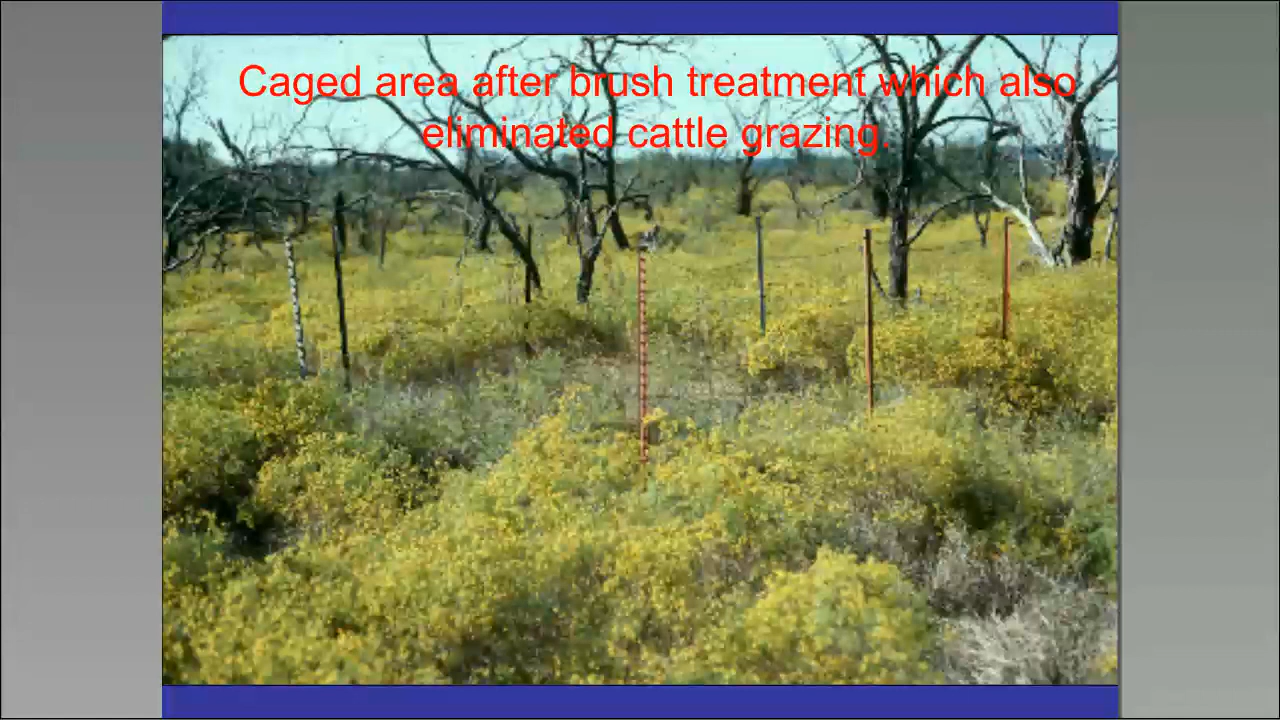 Caged area after brush treatment which also
eliminated cattle grazing.